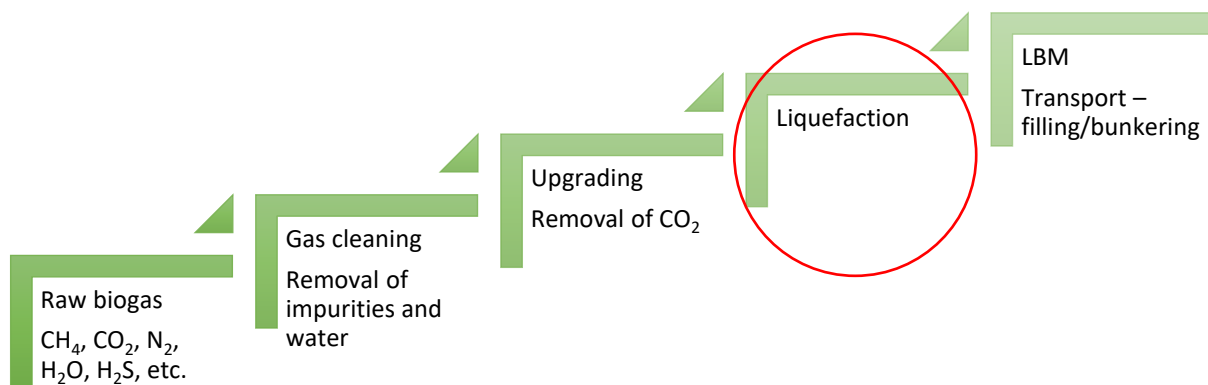 Raw biogas
CH₄, CO₂, N₂,
H₂O, H₂S, etc.
Gas cleaning
Removal of
impurities and
water
Upgrading
Removal of CO₂
Liquefaction
LBM
Transport –
filling/bunkering